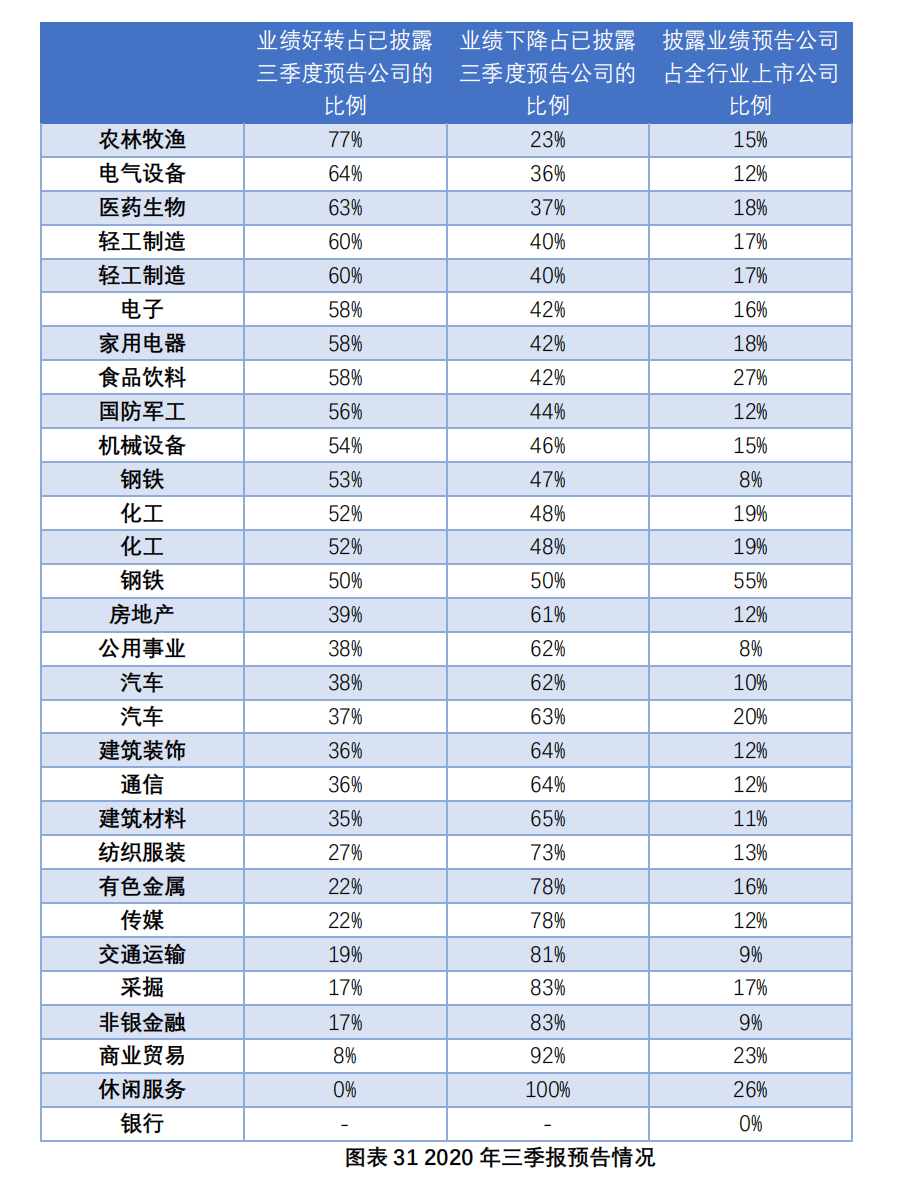 业绩好转占已披露三季度预告公司的比例 业绩下降占已披露三季度预告公司的比例 披露业绩预告公司占全行业上市公司比例
农林牧渔 77% 23% 15%
电气设备 64% 36% 12%
医药生物 63% 37% 18%
轻工制造 60% 40% 17%
轻工制造 60% 40% 17%
电子 58% 42% 16%
家用电器 58% 42% 18%
食品饮料 58% 42% 27%
国防军工 56% 44% 12%
机械设备 54% 46% 15%
钢铁 53% 47% 8%
化工 52% 48% 19%
化工 52% 48% 19%
钢铁 50% 50% 55%
房地产 39% 61% 12%
公用事业 38% 62% 8%
汽车 38% 62% 10%
汽车 37% 63% 20%
建筑装饰 36% 64% 12%
通信 36% 64% 12%
建筑材料 35% 65% 11%
纺织服装 27% 73% 13%
有色金属 22% 78% 16%
传媒 22% 78% 12%
交通运输 19% 81% 9%
采掘 17% 83% 17%
非银金融 17% 83% 9%
商业贸易 8% 92% 23%
休闲服务 0% 100% 26%
银行 - - 0%
图表 31 2020 年三季报预告情况